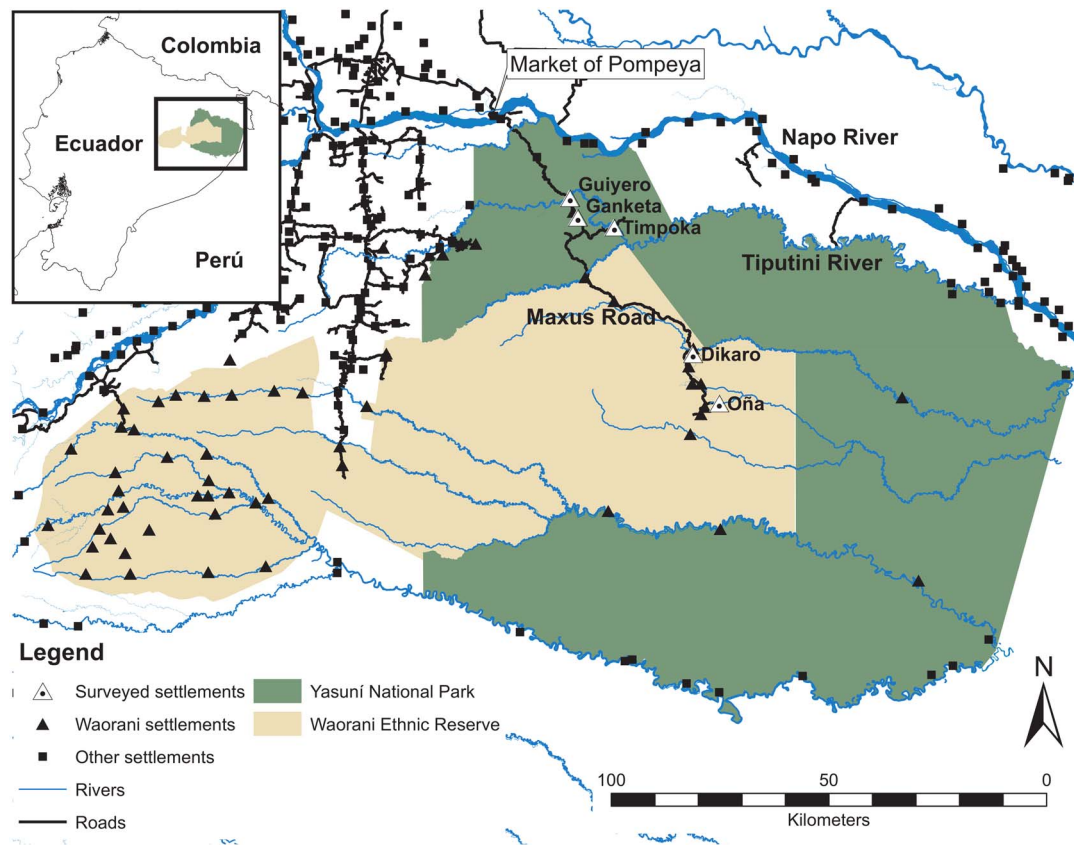 Colombia
Ecuador
Perú
Market of Pompeya
Napo River
Guiyero
Ganketa
Timpoka
Tiputini River
Maxus Road
Dikaro
Oña
Legend
Surveyed settlements
Waorani settlements
Other settlements
Rivers
Roads
Yasuní National Park
Waorani Ethnic Reserve
N
100 50 0
Kilometers